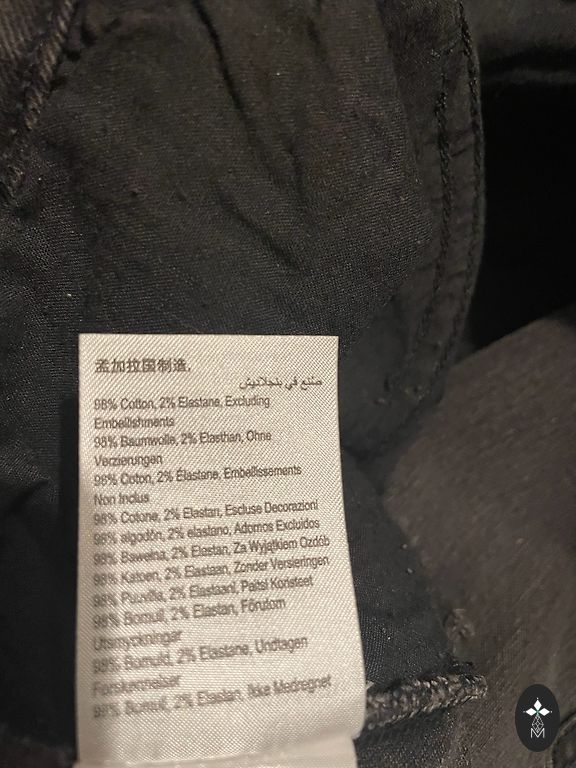 孟加拉国制造,
صنع في بنجلاديش
98% Cotton, 2% Elastane, Excluding
Embellishments
98% Baumwolle, 2% Elasthan, Ohne
Verzierungen
98% Coton, 2% Élastane, Embellissements
Non Inclus
98% Cotone, 2% Elastan, Escluse Decorazioni
98% algodón, 2% elastano, Adornos Excluidos
98% Bawełna, 2% Elastan, Za Wyjątkiem Ozdób
98% Katoen, 2% Elastaan, Zonder Versieringen
98% Puuvilla, 2% Elastaani, Paitsi Koristeet
98% Bomull, 2% Elastan, Förutom
Utsmyckningar
98% Bomuld, 2% Elastane, Undtagen
98% Bomull, 2% Elastan, Ikke Medregnet
M